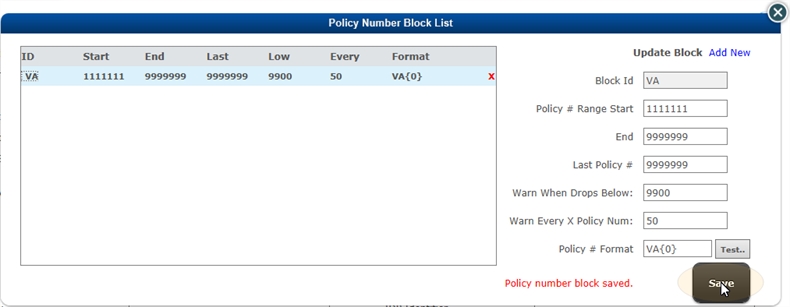 Policy Number Block List
ID Start End Last Low Every Format
VA 1111111 9999999 9999999 9900 50 VA{0} X
Update Block Add New
Block Id VA
Policy # Range Start 1111111
End 9999999
Last Policy # 9999999
Warn When Drops Below: 9900
Warn Every X Policy Num: 50
Policy # Format VA{0} Test..
Policy number block saved. Save